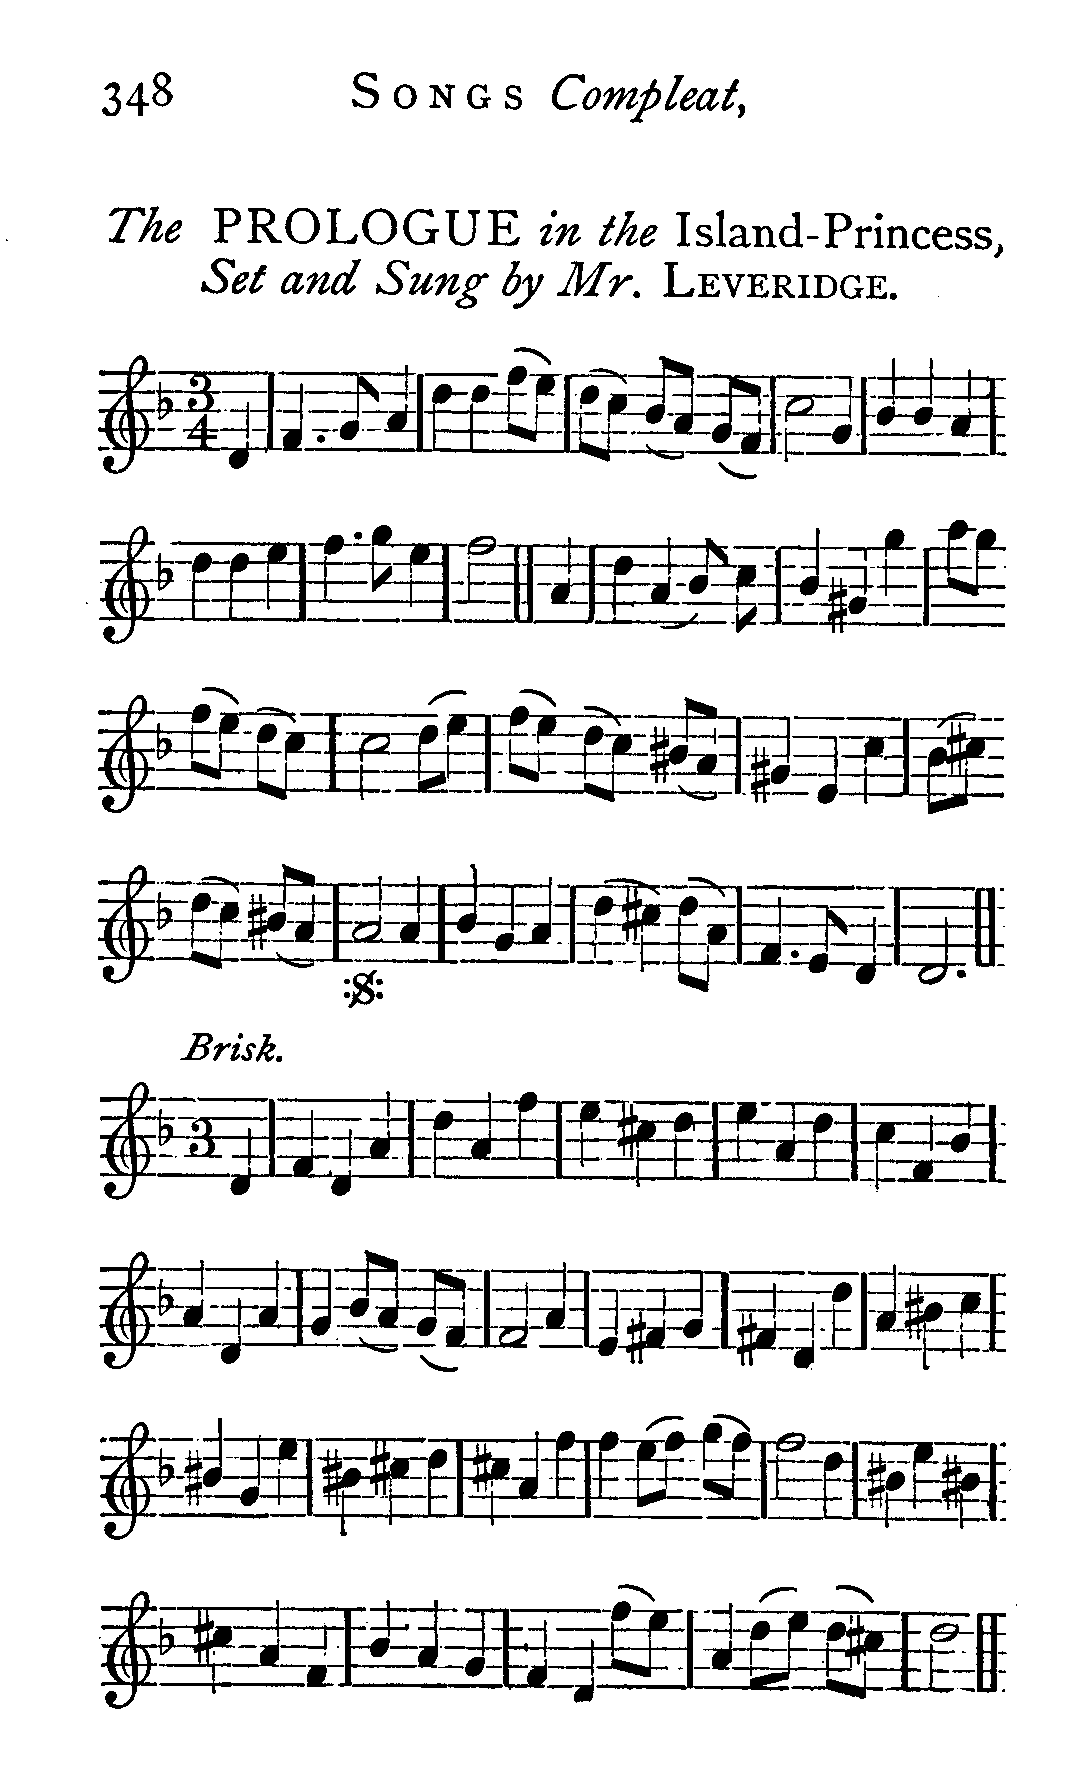 348 SONGS Compleat,
The PROLOGUE in the Island-Princess,
Set and Sung by Mr. LEVERIDGE.
3
4
:S:
Brisk.
3